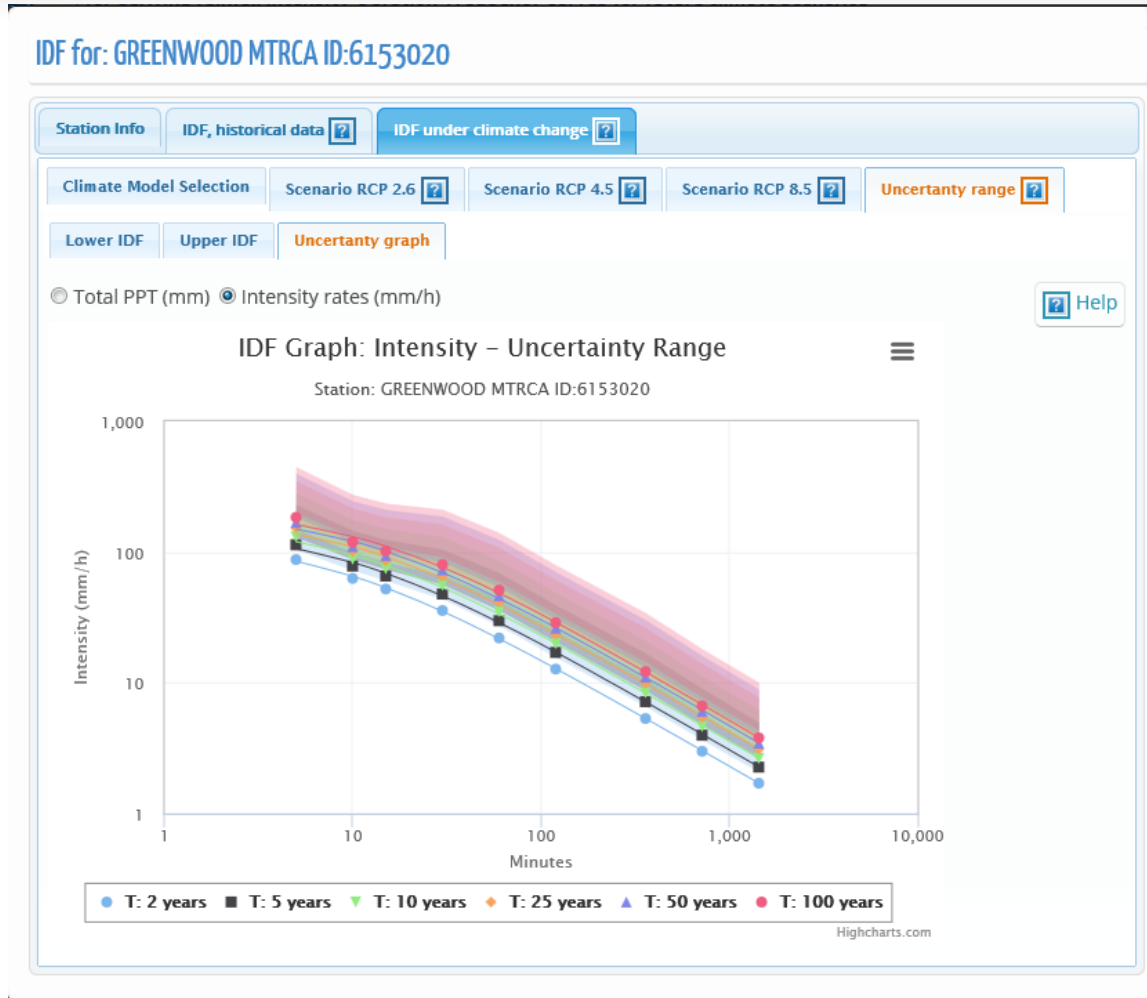 IDF for: GREENWOOD MTRCA ID:6153020
Station Info IDF, historical data ? IDF under climate change ?
Climate Model Selection Scenario RCP 2.6 ? Scenario RCP 4.5 ? Scenario RCP 8.5 ? Uncertanty range ?
Lower IDF Upper IDF Uncertanty graph
Total PPT (mm) Intensity rates (mm/h)
? Help
IDF Graph: Intensity – Uncertainty Range
Station: GREENWOOD MTRCA ID:6153020
Intensity (mm/h)
1,000
100
10
1
1 10 100 1,000 10,000
Minutes
T: 2 years T: 5 years T: 10 years T: 25 years T: 50 years T: 100 years
Highcharts.com